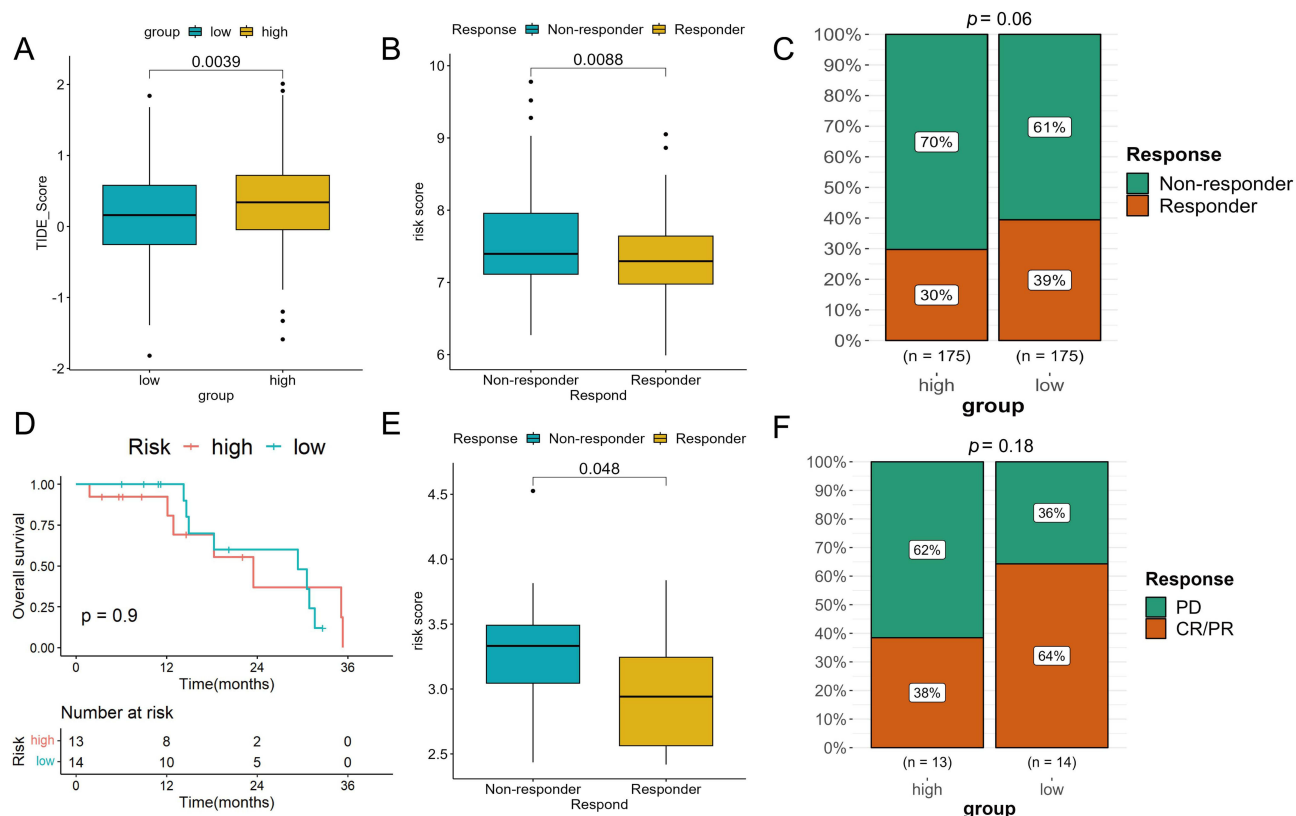 A
group low high
0.0039
TIDE_Score
2
1
0
-1
-2
low high
group
B
Response Non-responder Responder
0.0088
risk score
10
9
8
7
6
Non-responder Responder
Respond
C
p = 0.06
100%
90%
80%
70%
60%
50%
40%
30%
20%
10%
0%
70%
61%
30%
39%
(n = 175) (n = 175)
high low
group
Response
Non-responder
Responder
D
Risk high low
Overall survival
1.00
0.75
0.50
0.25
0.00
p = 0.9
0 12 24 36
Time(months)
Number at risk
Risk
high 13 8 2 0
low 14 10 5 0
0 12 24 36
Time(months)
E
Response Non-responder Responder
0.048
risk score
4.5
4.0
3.5
3.0
2.5
Non-responder Responder
Respond
F
p = 0.18
100%
90%
80%
70%
60%
50%
40%
30%
20%
10%
0%
36%
62%
64%
38%
(n = 13) (n = 14)
high low
group
Response
PD
CR/PR